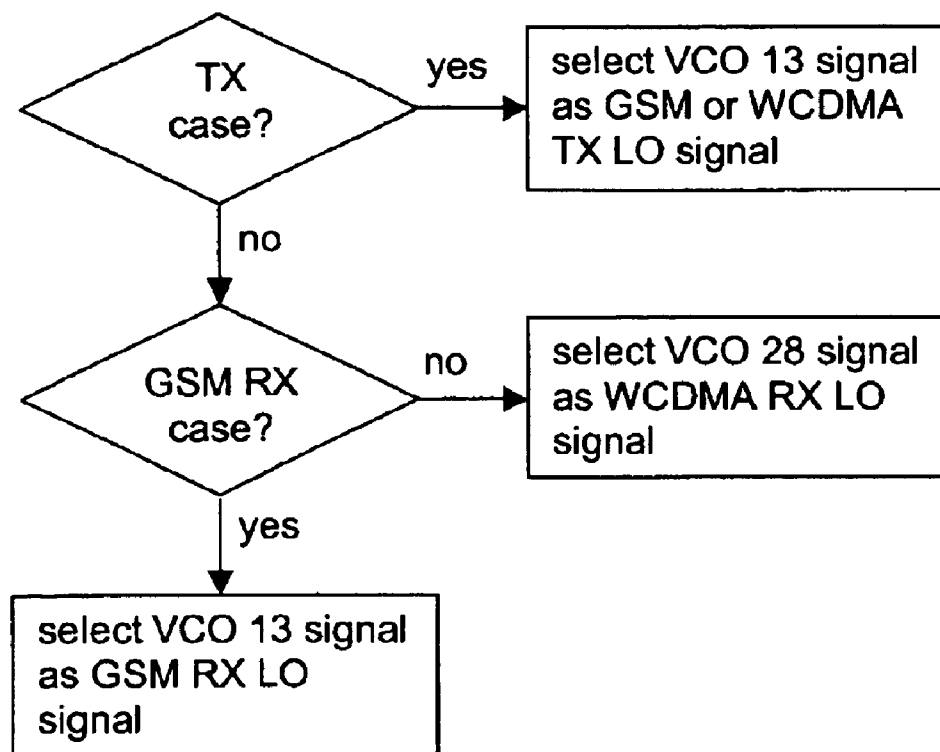 TX
case?
yes
select VCO 13 signal
as GSM or WCDMA
TX LO signal
no
GSM RX
case?
no
select VCO 28 signal
as WCDMA RX LO
signal
yes
select VCO 13 signal
as GSM RX LO
signal